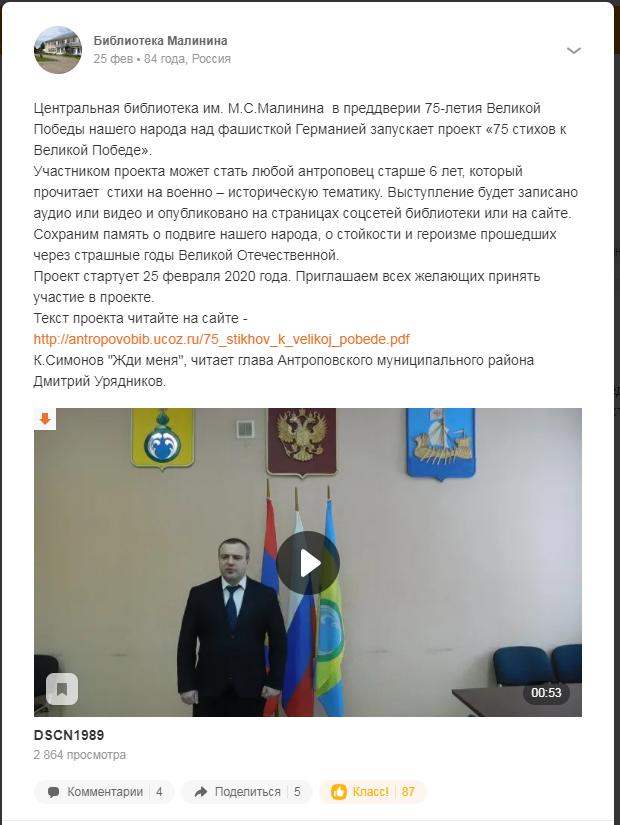 Библиотека Малинина
25 фев • 84 года, Россия
Центральная библиотека им. М.С.Малинина  в преддверии 75-летия Великой
Победы нашего народа над фашисткой Германией запускает проект «75 стихов к
Великой Победе».
Участником проекта может стать любой антроповец старше 6 лет, который
прочитает  стихи на военно – историческую тематику. Выступление будет записано
аудио или видео и опубликовано на страницах соцсетей библиотеки или на сайте.
Сохраним память о подвиге нашего народа, о стойкости и героизме прошедших
через страшные годы Великой Отечественной.
Проект стартует 25 февраля 2020 года. Приглашаем всех желающих принять
участие в проекте.
Текст проекта читайте на сайте -
http://antropovobib.ucoz.ru/75_stikhov_k_velikoj_pobede.pdf
К.Симонов "Жди меня", читает глава Антроповского муниципального района
Дмитрий Урядников.
00:53
DSCN1989
2 864 просмотра
Комментарии 4 Поделиться 5 Класс! 87